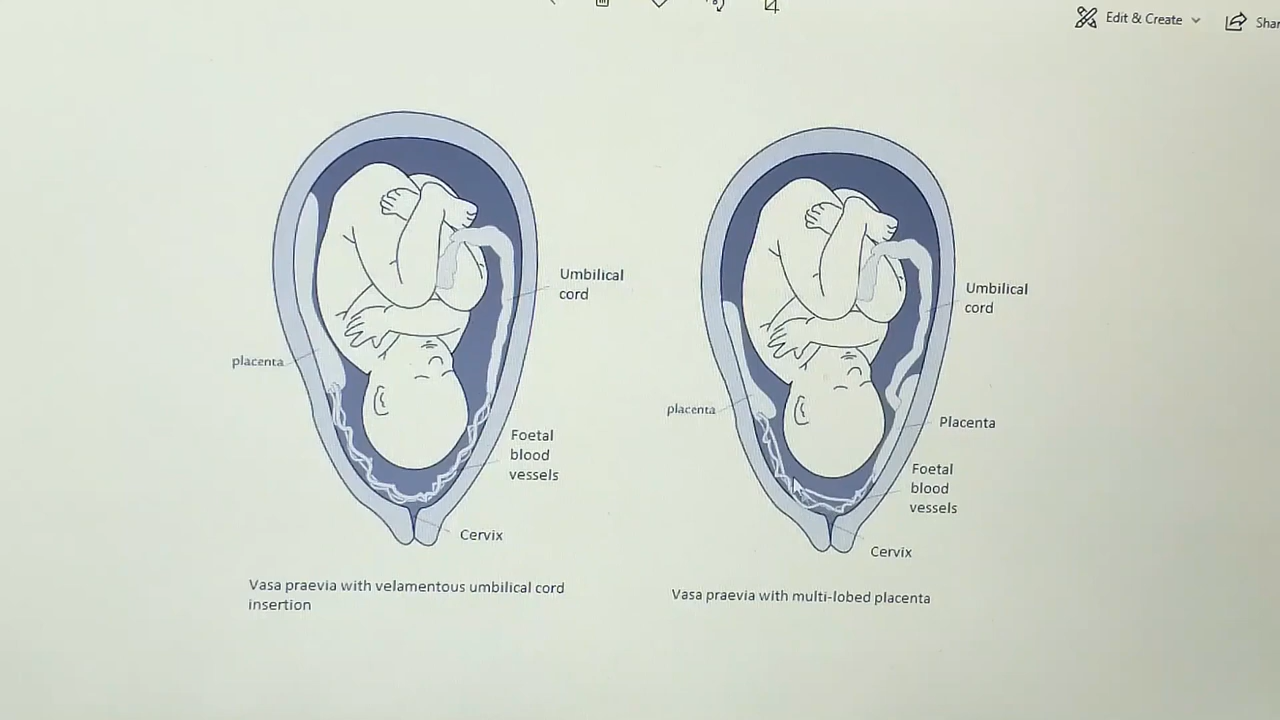 Edit & Create
Umbilical
cord
placenta
Foetal
blood
vessels
Cervix
Vasa praevia with velamentous umbilical cord
insertion
Umbilical
cord
placenta
Placenta
Foetal
blood
vessels
Cervix
Vasa praevia with multi-lobed placenta